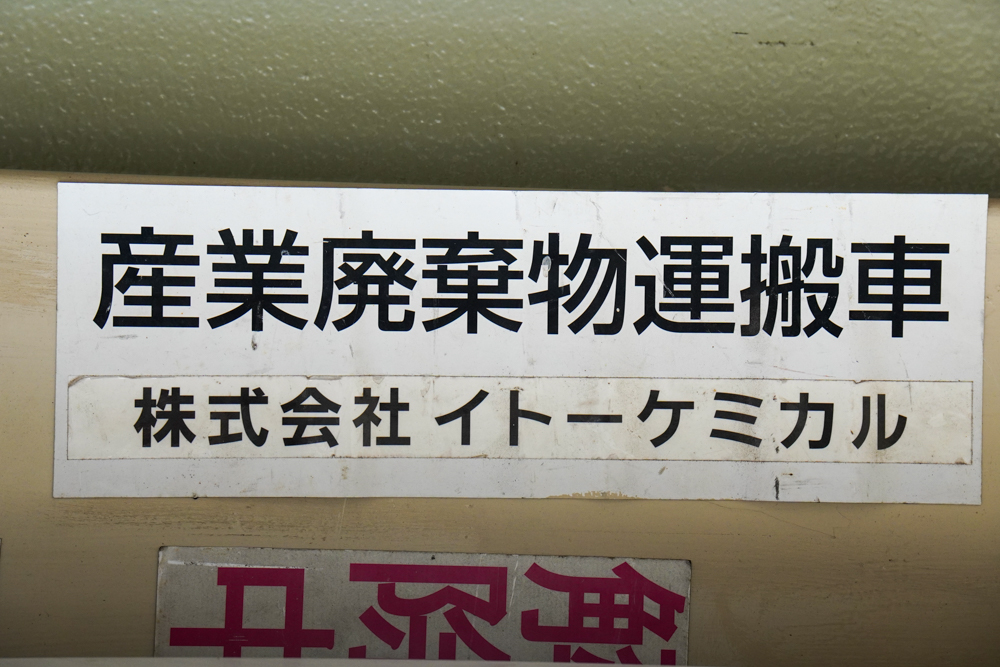 産業廃棄物運搬車
株式会社 イトーケミカル